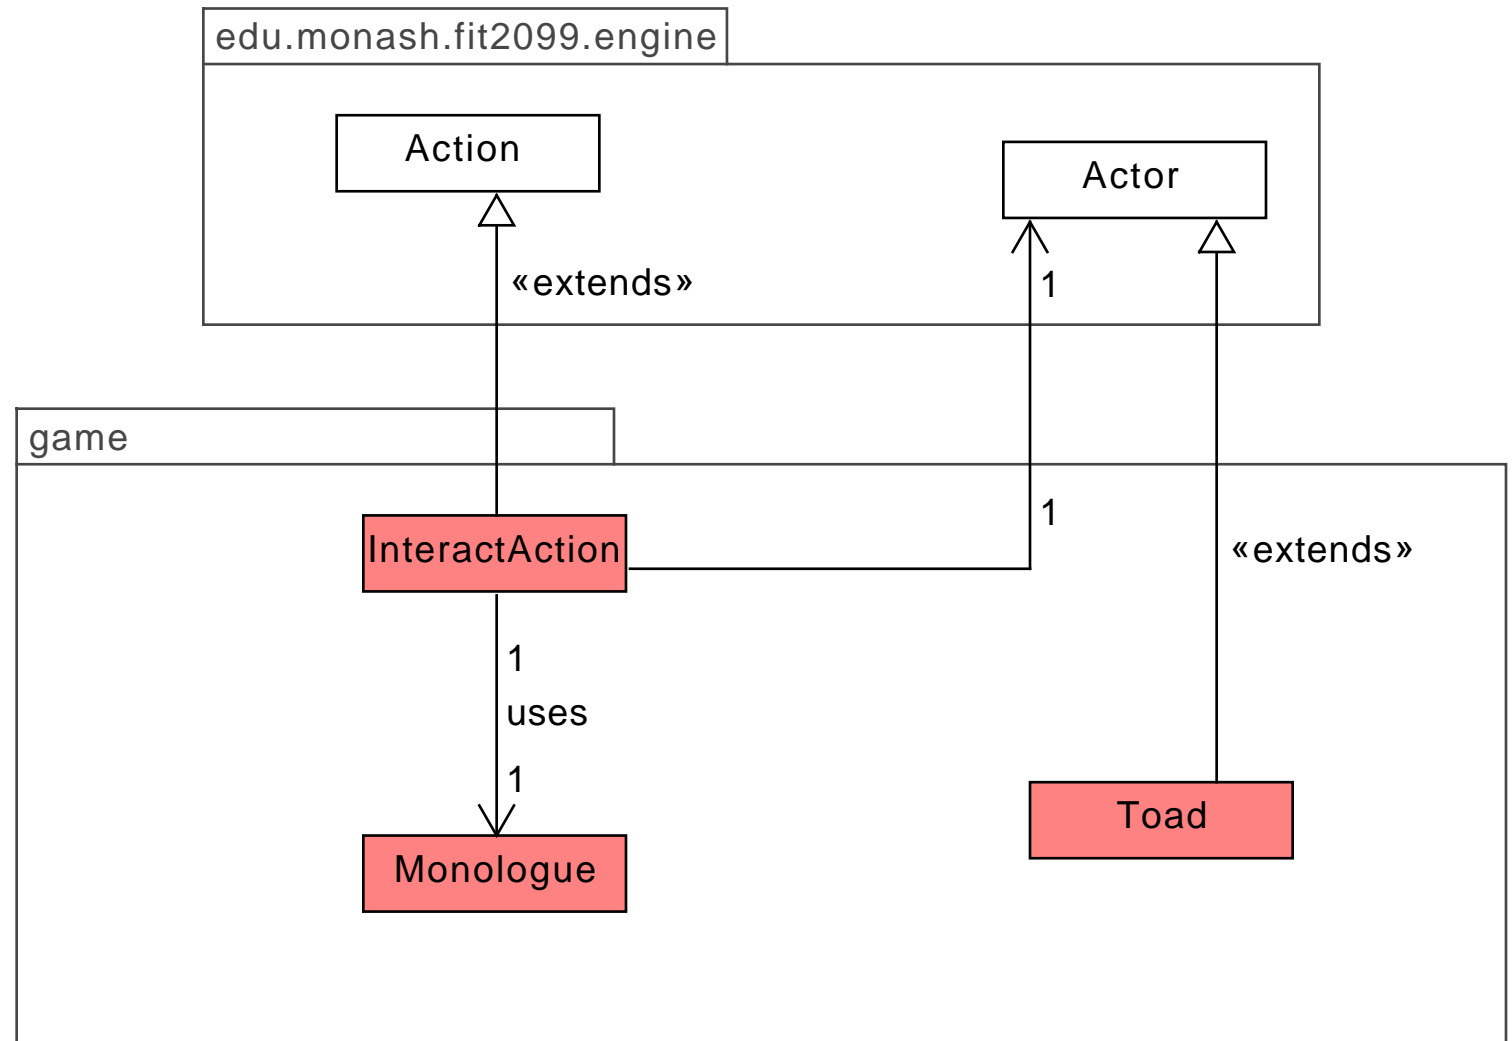 edu.monash.fit2099.engine
Action
Actor
«extends»
1
game
1
InteractAction
«extends»
1
uses
1
Toad
Monologue